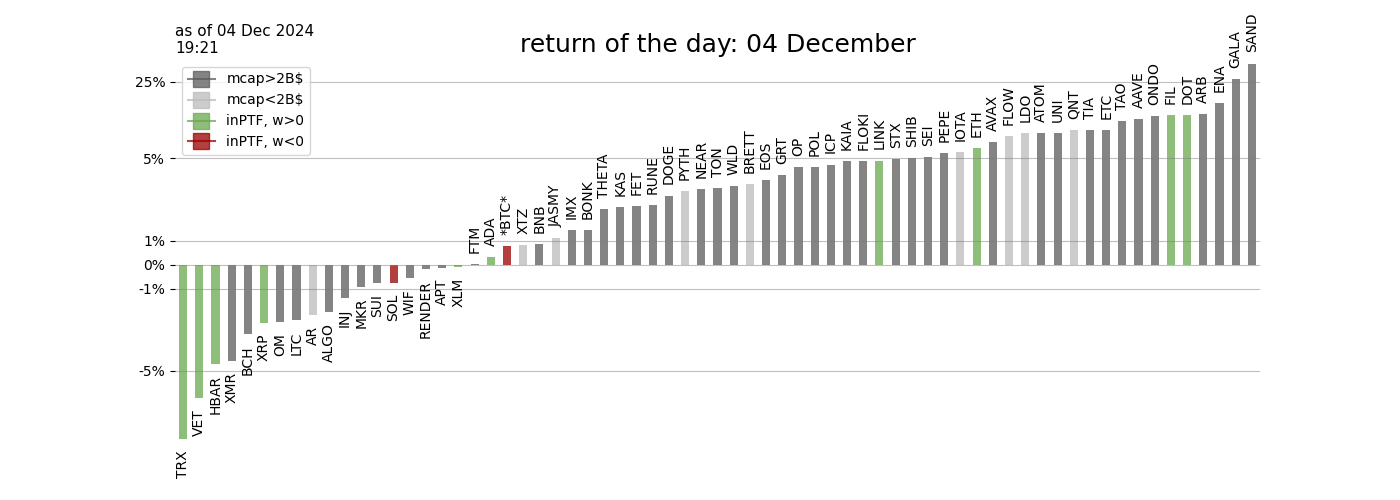 as of 04 Dec 2024
19:21
return of the day: 04 December
mcap>2B$
mcap<2B$
inPTF, w>0
inPTF, w<0
25%
5%
1%
0%
-1%
-5%
TRX
VET
HBAR
XMR
BCH
XRP
OM
LTC
AR
ALGO
INJ
MKR
SUI
SOL
WIF
RENDER
APT
XLM
FTM
ADA
*BTC*
XTZ
BNB
JASMY
IMX
BONK
THETA
KAS
FET
RUNE
DOGE
PYTH
NEAR
TON
WLD
BRETT
EOS
GRT
OP
POL
ICP
KAIA
FLOKI
LINK
STX
SHIB
SEI
PEPE
IOTA
ETH
AVAX
FLOW
LDO
ATOM
UNI
QNT
TIA
ETC
TAO
AAVE
ONDO
FIL
DOT
ARB
ENA
GALA
SAND